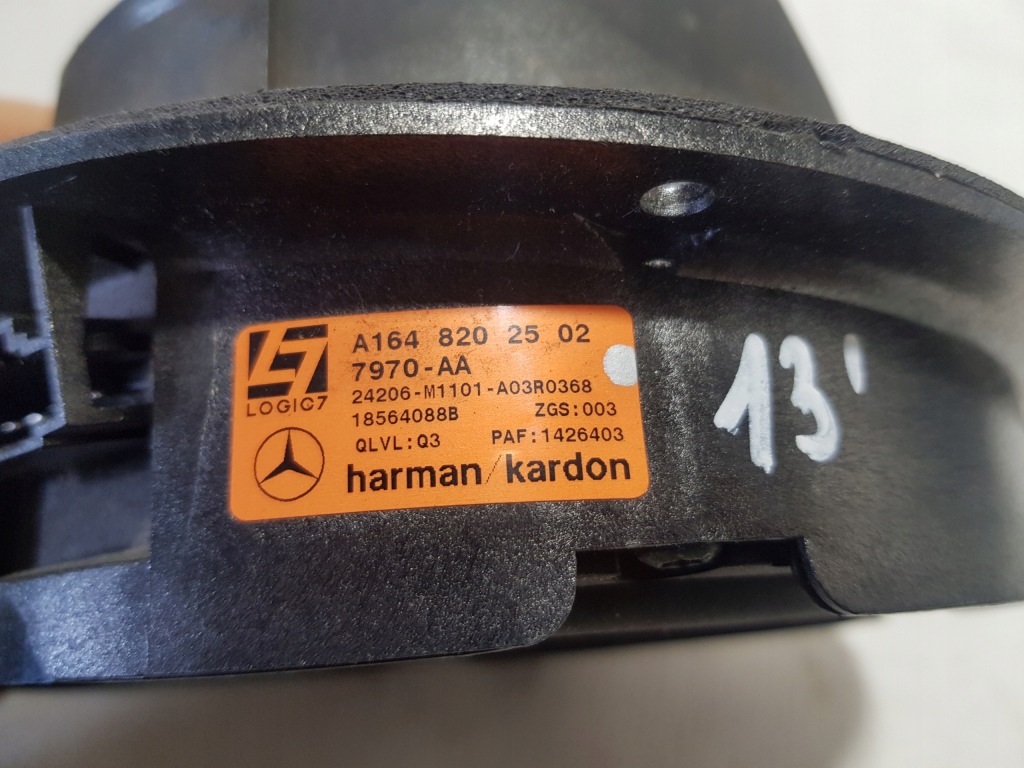 A164 820 25 02
7970-AA
LOGIC7
24206-M1101-A03R0368
18564088B ZGS:003
QLVL:Q3 PAF:1426403
harman/kardon
13'